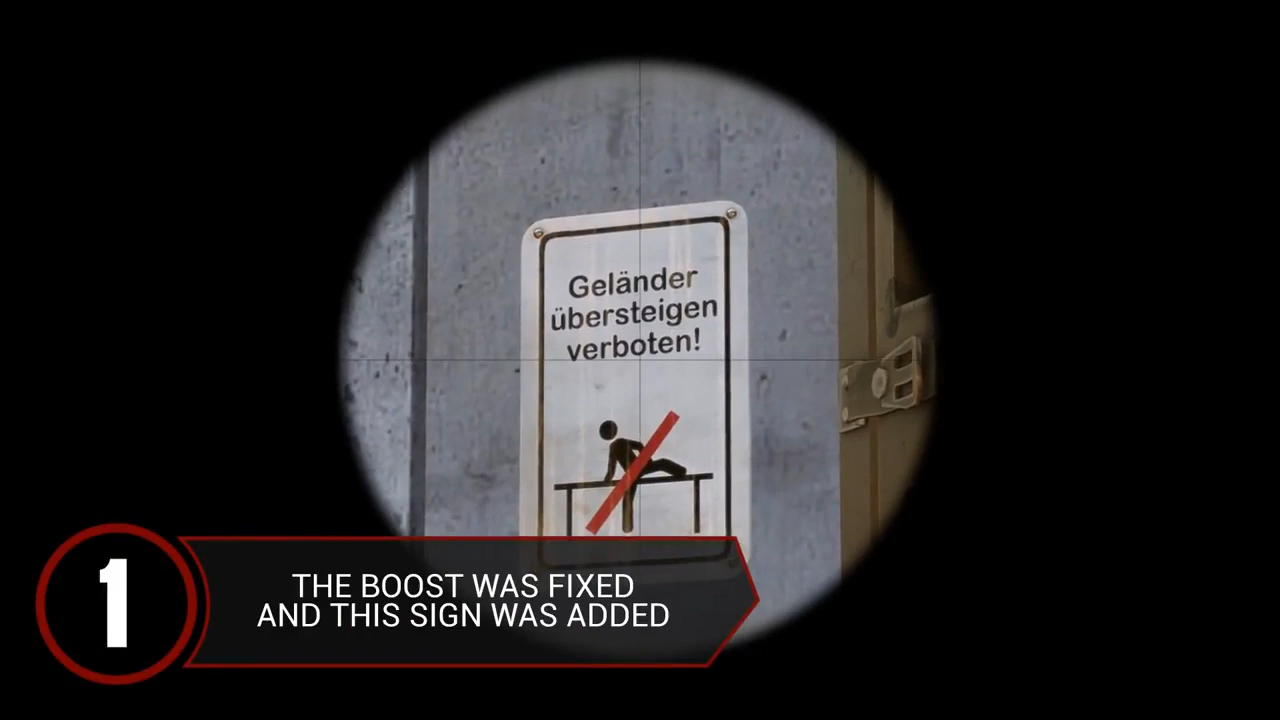 Geländer
übersteigen
verboten!
1
THE BOOST WAS FIXED
AND THIS SIGN WAS ADDED